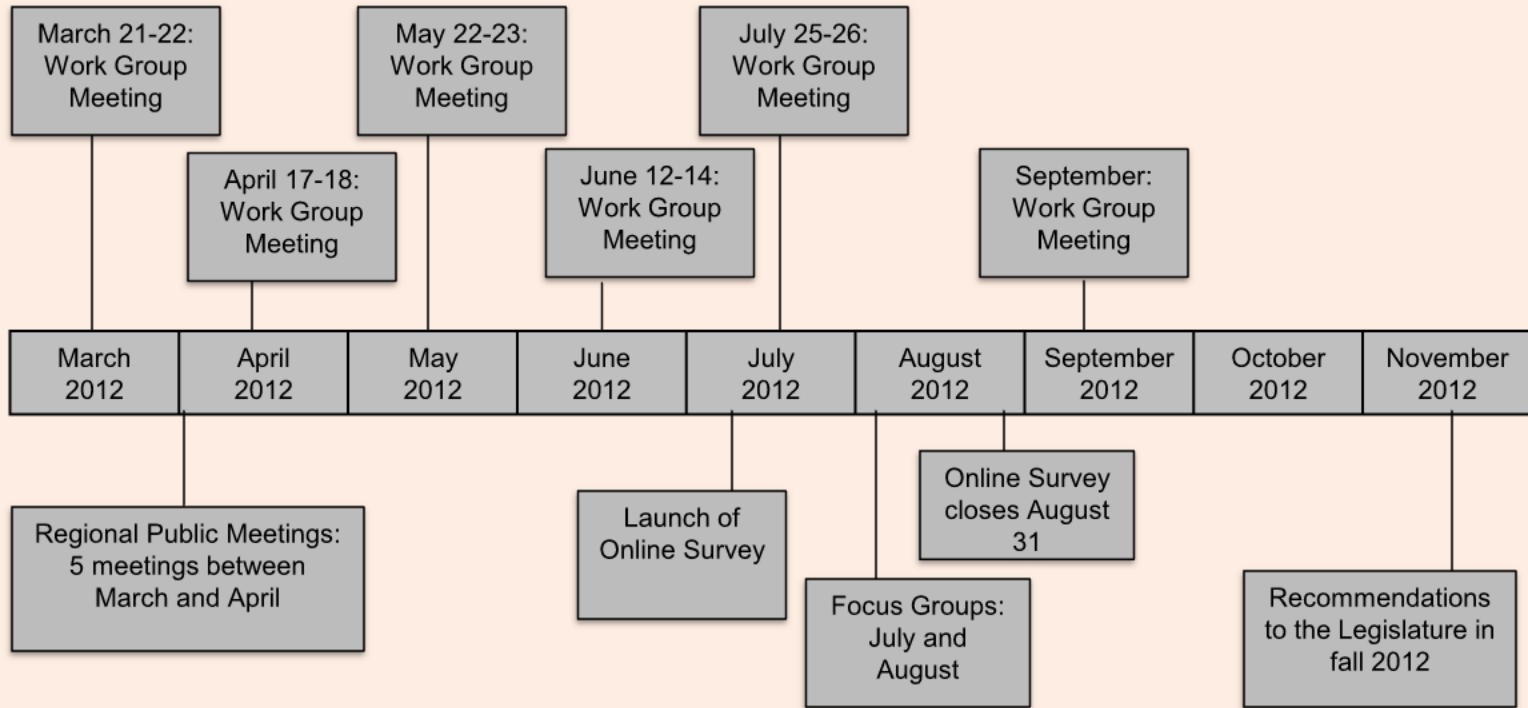 March 21-22:
Work Group
Meeting
May 22-23:
Work Group
Meeting
July 25-26:
Work Group
Meeting
April 17-18:
Work Group
Meeting
June 12-14:
Work Group
Meeting
September:
Work Group
Meeting
March
2012
April
2012
May
2012
June
2012
July
2012
August
2012
September
2012
October
2012
November
2012
Regional Public Meetings:
5 meetings between
March and April
Launch of
Online Survey
Online Survey
closes August
31
Focus Groups:
July and
August
Recommendations
to the Legislature in
fall 2012